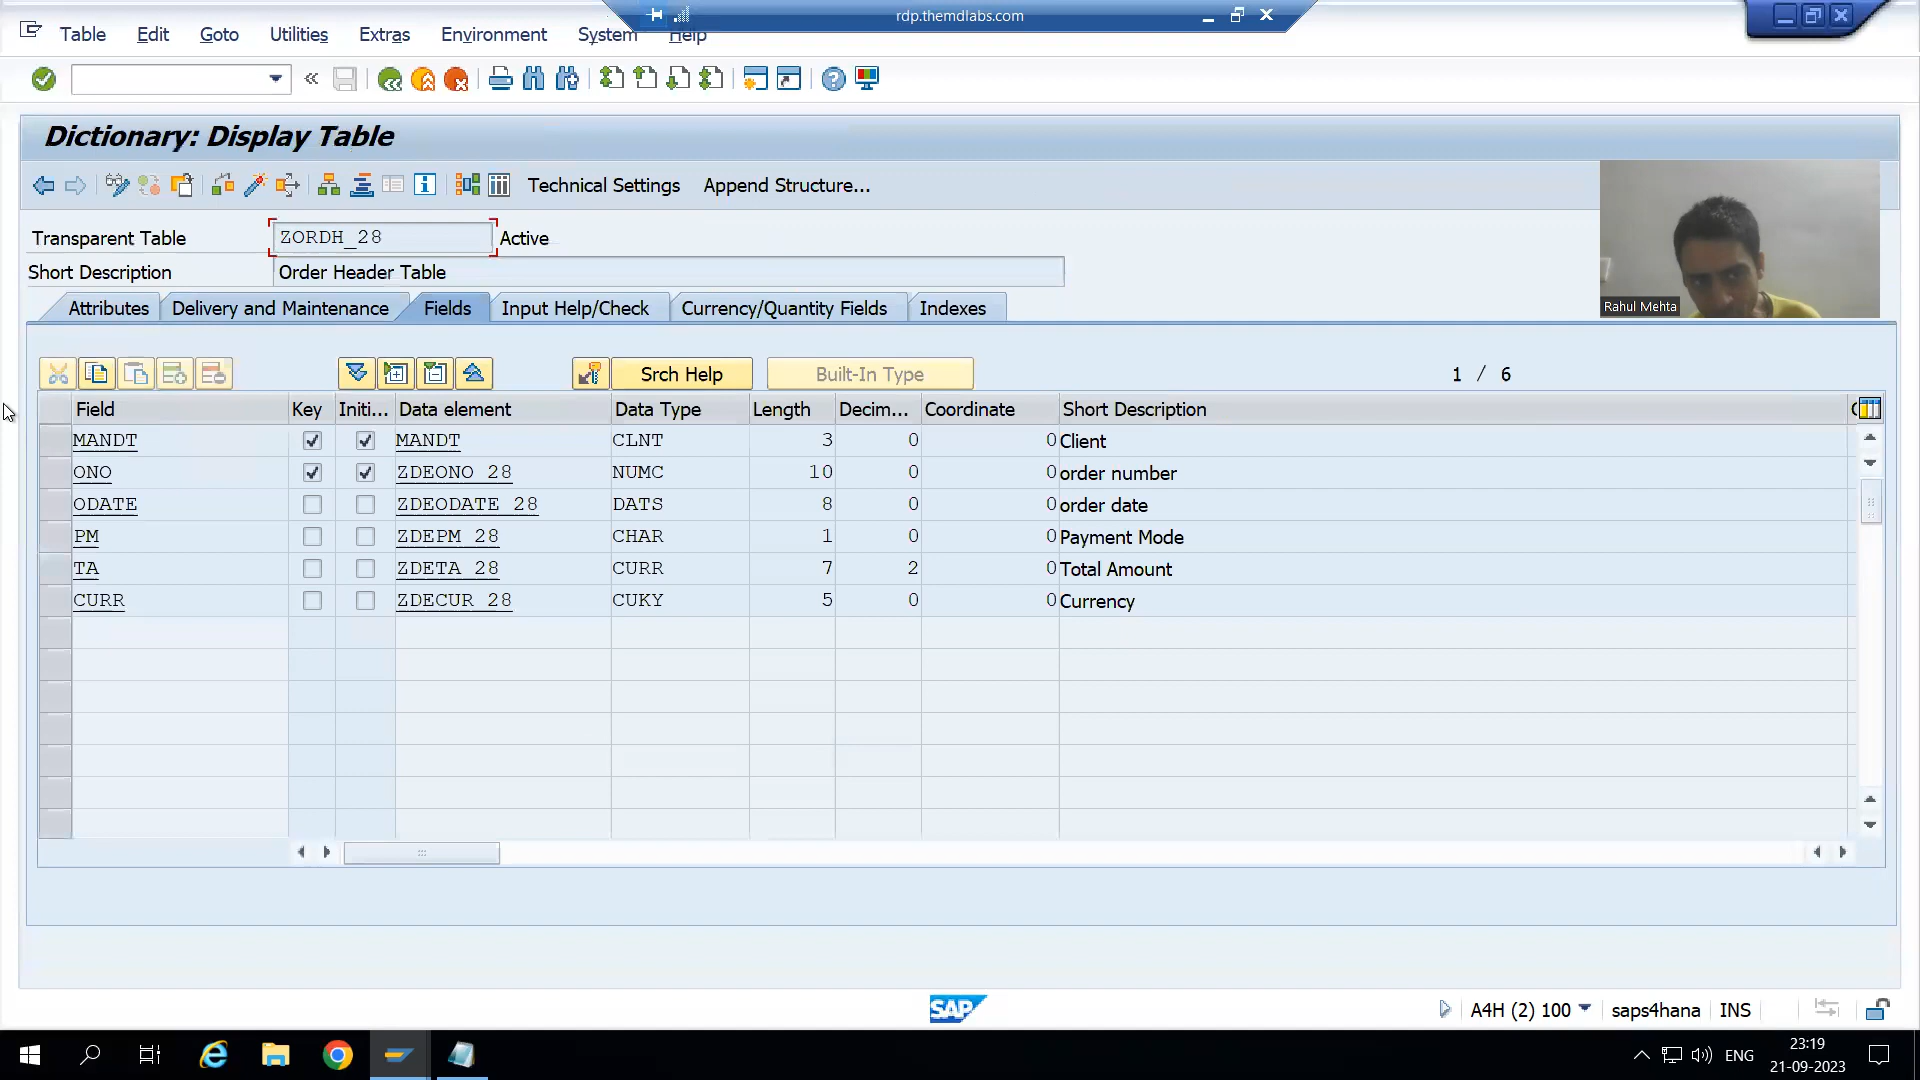 rdp.themdlabs.com
Table Edit Goto Utilities Extras Environment System Help
Dictionary: Display Table
Technical Settings Append Structure...
Transparent Table ZORDH_28 Active
Short Description Order Header Table
Rahul Mehta
Attributes Delivery and Maintenance Fields Input Help/Check Currency/Quantity Fields Indexes
Srch Help Built-In Type 1 / 6
Field Key Initi... Data element Data Type Length Decim... Coordinate Short Description
MANDT MANDT CLNT 3 0 0 Client
ONO ZDEONO_28 NUMC 10 0 0 order number
ODATE ZDEODATE_28 DATS 8 0 0 order date
PM ZDEPM_28 CHAR 1 0 0 Payment Mode
TA ZDETA_28 CURR 7 2 0 Total Amount
CURR ZDECUR_28 CUKY 5 0 0 Currency
SAP
A4H (2) 100 saps4hana INS
ENG 23:19
21-09-2023